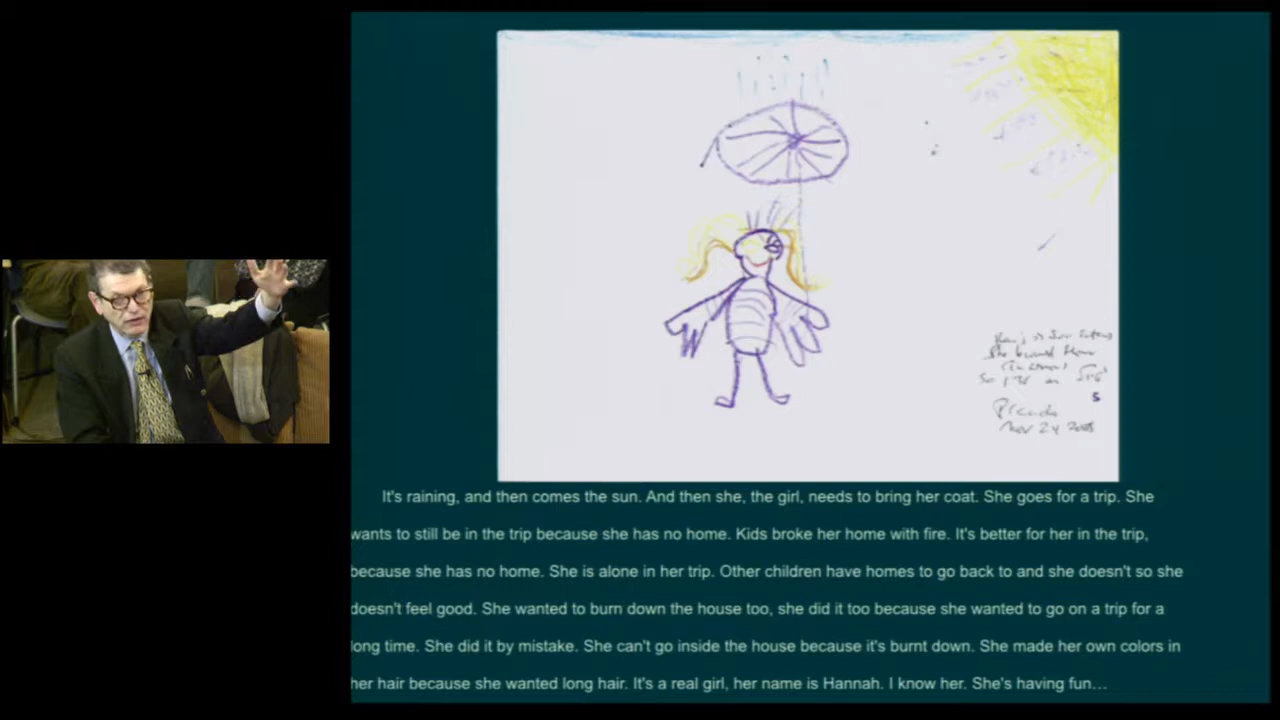 so
5
Nov 24 2008
It's raining, and then comes the sun. And then she, the girl, needs to bring her coat. She goes for a trip. She
wants to still be in the trip because she has no home. Kids broke her home with fire. It's better for her in the trip,
because she has no home. She is alone in her trip. Other children have homes to go back to and she doesn't so she
doesn't feel good. She wanted to burn down the house too, she did it too because she wanted to go on a trip for a
long time. She did it by mistake. She can't go inside the house because it's burnt down. She made her own colors in
her hair because she wanted long hair. It's a real girl, her name is Hannah. I know her. She's having fun…